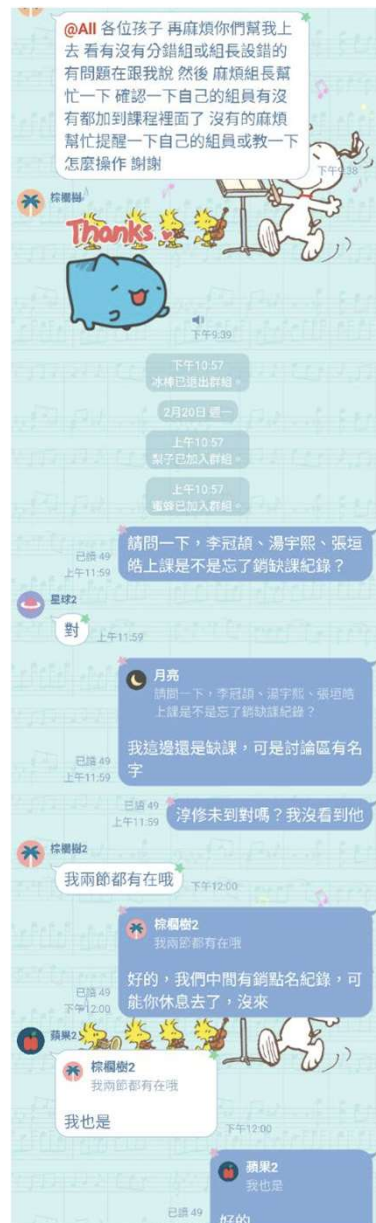 @All 各位孩子 再麻煩你們幫我上
去 看有沒有分錯組或組長設錯的
有問題在跟我說 然後 麻煩組長幫
忙一下 確認一下自己的組員有沒
有都加到課程裡面了 沒有的麻煩
幫忙提醒一下自己的組員或教一下
怎麼操作 謝謝
下午9:38
棕櫚樹
Thanks
下午9:39
下午10:57
冰棒已退出群組。
2月20日 週一
上午10:57
梨子已加入群組。
上午10:57
蜜蜂已加入群組。
請問一下，李冠頡、湯宇熙、張垣
皓上課是不是忘了銷缺課紀錄？
已讀 49
上午11:59
星球2
對
上午11:59
月亮
請問一下，李冠頡、湯宇熙、張垣皓
上課是不是忘了銷缺課紀錄？
我這邊還是缺課，可是討論區有名
字
已讀 49
上午11:59
淳修未到對嗎？我沒看到他
已讀 49
上午11:59
棕櫚樹2
我兩節都有在哦
下午12:00
棕櫚樹2
我兩節都有在哦
好的，我們中間有銷點名紀錄，可
能你休息去了，沒來
已讀 49
下午12:00
蘋果2
棕櫚樹2
我兩節都有在哦
我也是
下午12:00
蘋果2
我也是
好的
已讀 49